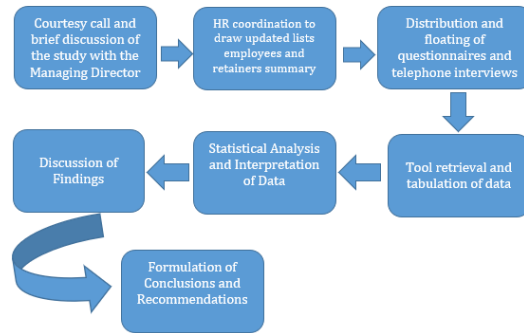 Courtesy call and
brief discussion of
the study with the
Managing Director
HR coordination to
draw updated lists
employees and
retainers summary
Distribution and
floating of
questionnaires and
telephone interviews
Tool retrieval and
tabulation of data
Statistical Analysis
and Interpretation
of Data
Discussion of
Findings
Formulation of
Conclusions and
Recommendations